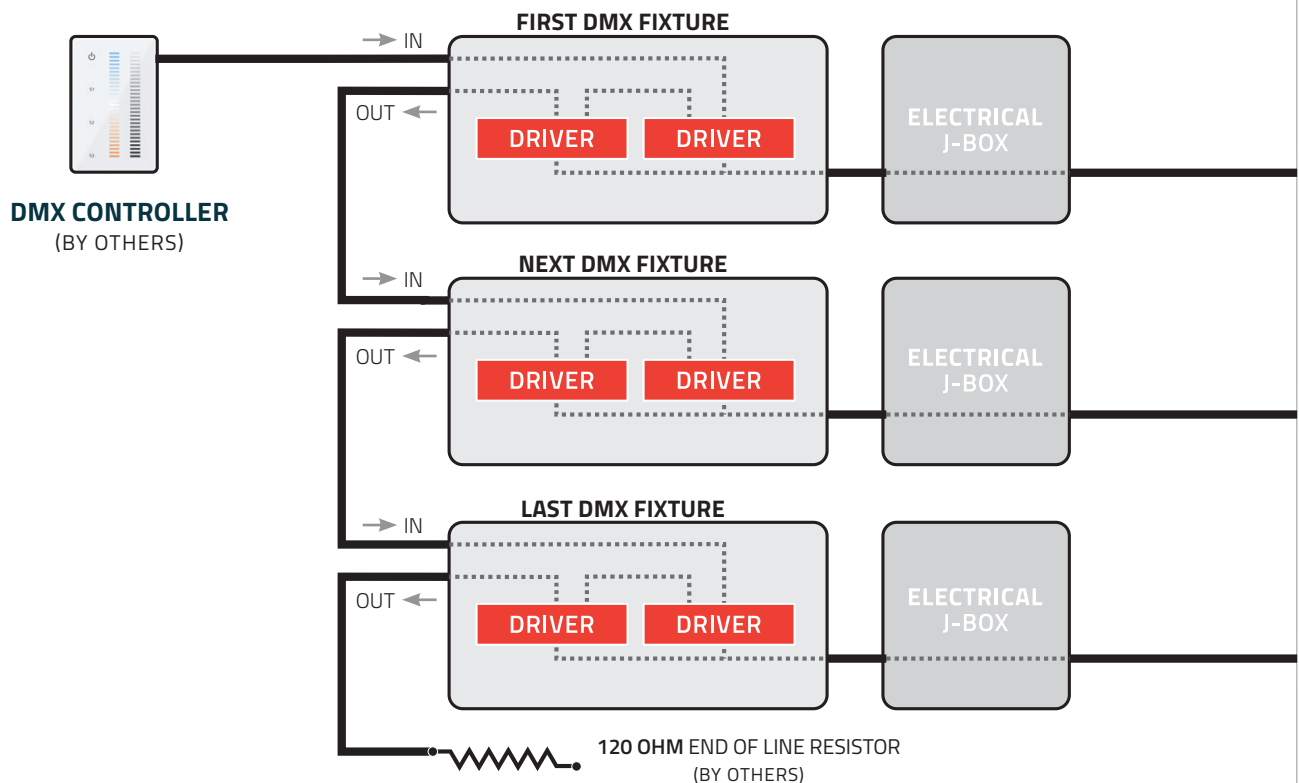 FIRST DMX FIXTURE
IN
OUT
DRIVER DRIVER
ELECTRICAL
J-BOX
DMX CONTROLLER
(BY OTHERS)
NEXT DMX FIXTURE
IN
OUT
DRIVER DRIVER
ELECTRICAL
J-BOX
LAST DMX FIXTURE
IN
OUT
DRIVER DRIVER
ELECTRICAL
J-BOX
120 OHM END OF LINE RESISTOR
(BY OTHERS)